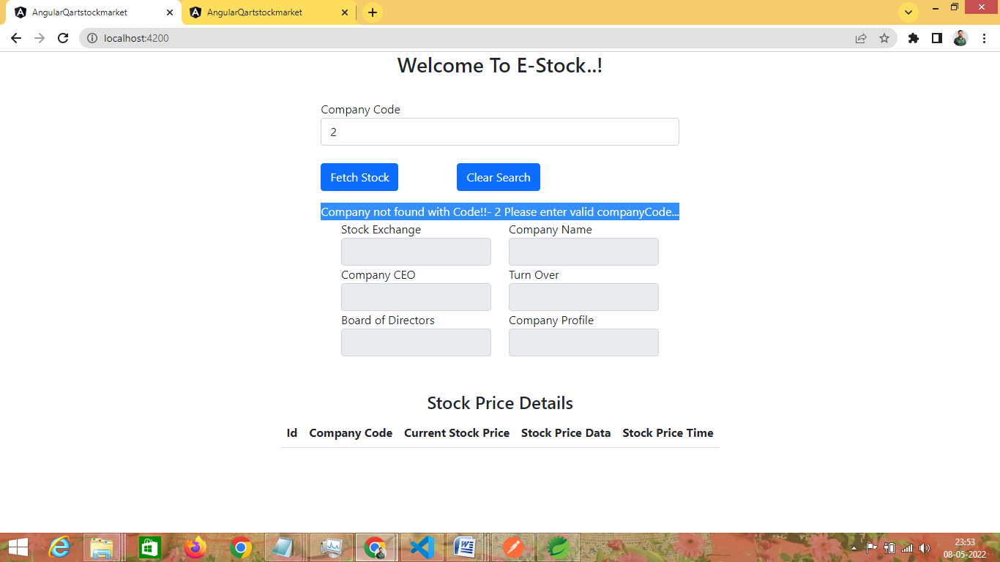 AngularQartstockmarket
AngularQartstockmarket
localhost:4200
Welcome To E-Stock..!
Company Code
2
Fetch Stock Clear Search
Company not found with Code!!- 2 Please enter valid companyCode...
Stock Exchange Company Name
Company CEO Turn Over
Board of Directors Company Profile
Stock Price Details
Id Company Code Current Stock Price Stock Price Data Stock Price Time
23:53
08-05-2022